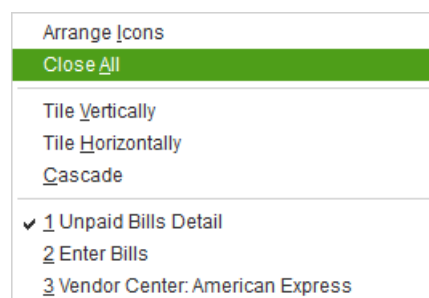 Arrange Icons
Close All
Tile Vertically
Tile Horizontally
Cascade
1 Unpaid Bills Detail
2 Enter Bills
3 Vendor Center: American Express